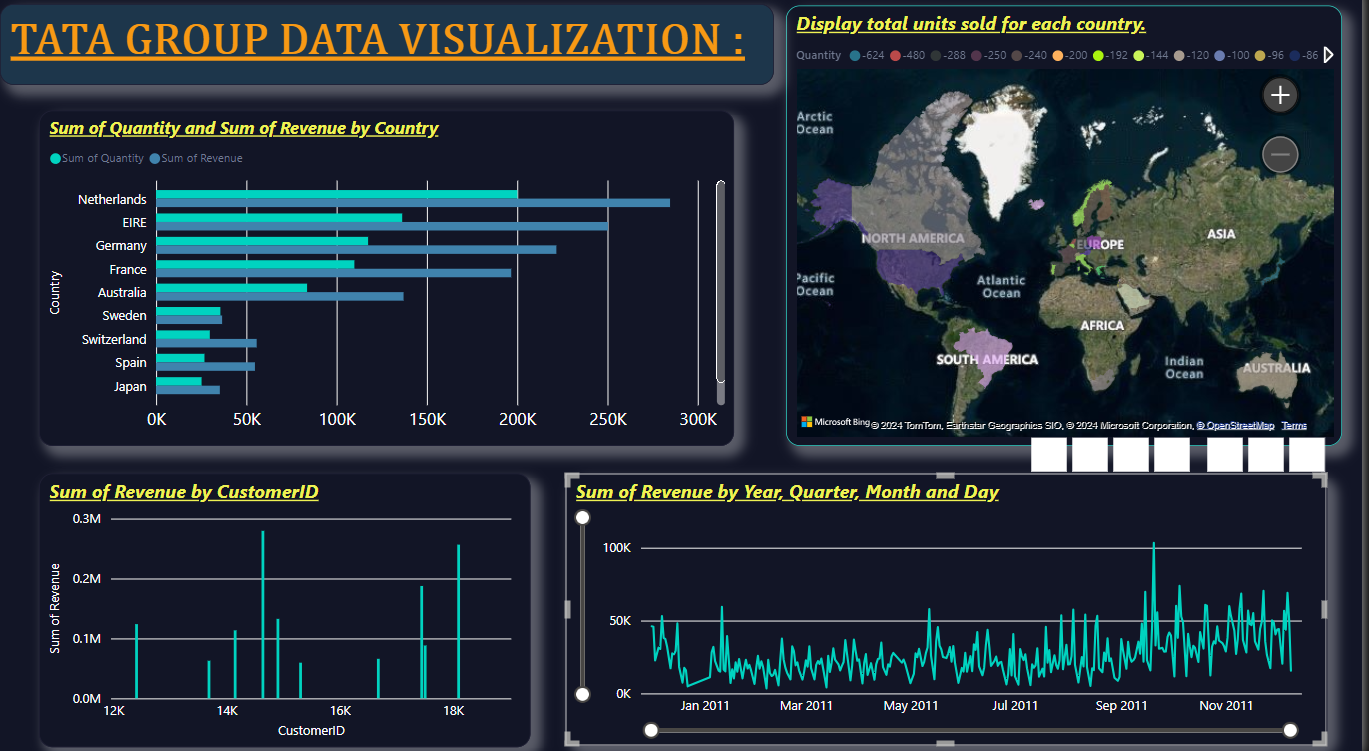 TATA GROUP DATA VISUALIZATION :
Display total units sold for each country.
Quantity -624 -480 -288 -250 -240 -200 -192 -144 -120 -100 -96 -86
Arctic
Ocean
NORTH AMERICA
EUROPE
ASIA
Pacific
Ocean
Atlantic
Ocean
AFRICA
SOUTH AMERICA
Indian
Ocean
AUSTRALIA
Microsoft Bing © 2024 TomTom, Earthstar Geographics SIO, © 2024 Microsoft Corporation, © OpenStreetMap Terms
Sum of Quantity and Sum of Revenue by Country
Sum of Quantity Sum of Revenue
Country
Netherlands
EIRE
Germany
France
Australia
Sweden
Switzerland
Spain
Japan
0K 50K 100K 150K 200K 250K 300K
Sum of Revenue by CustomerID
Sum of Revenue
0.3M
0.2M
0.1M
0.0M
12K 14K 16K 18K
CustomerID
Sum of Revenue by Year, Quarter, Month and Day
100K
50K
0K
Jan 2011 Mar 2011 May 2011 Jul 2011 Sep 2011 Nov 2011